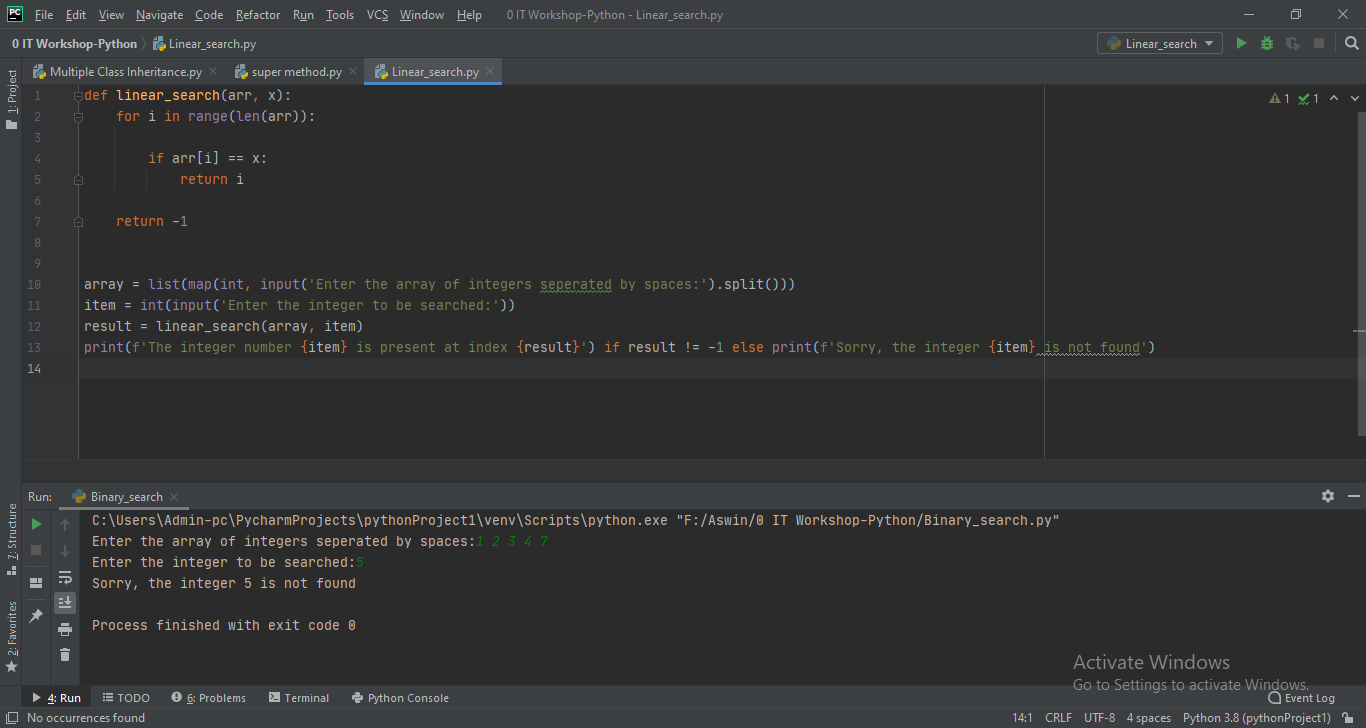 PC File Edit View Navigate Code Refactor Run Tools VCS Window Help 0 IT Workshop-Python - Linear_search.py
0 IT Workshop-Python Linear_search.py Linear_search
1: Project
Multiple Class Inheritance.py super method.py Linear_search.py
1 def linear_search(arr, x): 1 1
2     for i in range(len(arr)):
3
4         if arr[i] == x:
5             return i
6
7     return -1
8
9
10 array = list(map(int, input('Enter the array of integers seperated by spaces:').split()))
11 item = int(input('Enter the integer to be searched:'))
12 result = linear_search(array, item)
13 print(f'The integer number {item} is present at index {result}') if result != -1 else print(f'Sorry, the integer {item} is not found')
14
Run: Binary_search
7: Structure
2: Favorites
C:\Users\Admin-pc\PycharmProjects\pythonProject1\venv\Scripts\python.exe "F:/Aswin/0 IT Workshop-Python/Binary_search.py"
Enter the array of integers seperated by spaces:1 2 3 4 7
Enter the integer to be searched:5
Sorry, the integer 5 is not found
Process finished with exit code 0
Activate Windows
Go to Settings to activate Windows.
4: Run TODO 6: Problems Terminal Python Console Event Log
No occurrences found 14:1 CRLF UTF-8 4 spaces Python 3.8 (pythonProject1)